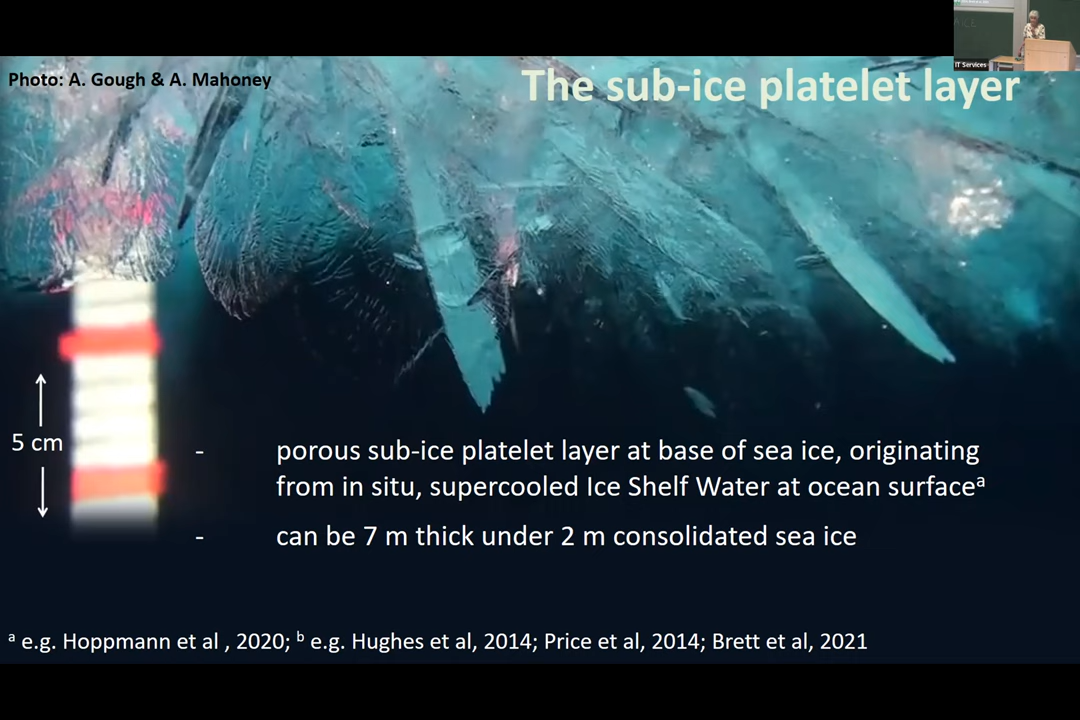 IT Services
Photo: A. Gough & A. Mahoney
The sub-ice platelet layer
5 cm
- porous sub-ice platelet layer at base of sea ice, originating
from in situ, supercooled Ice Shelf Water at ocean surfaceᵃ
- can be 7 m thick under 2 m consolidated sea ice
ᵃ e.g. Hoppmann et al , 2020; ᵇ e.g. Hughes et al, 2014; Price et al, 2014; Brett et al, 2021